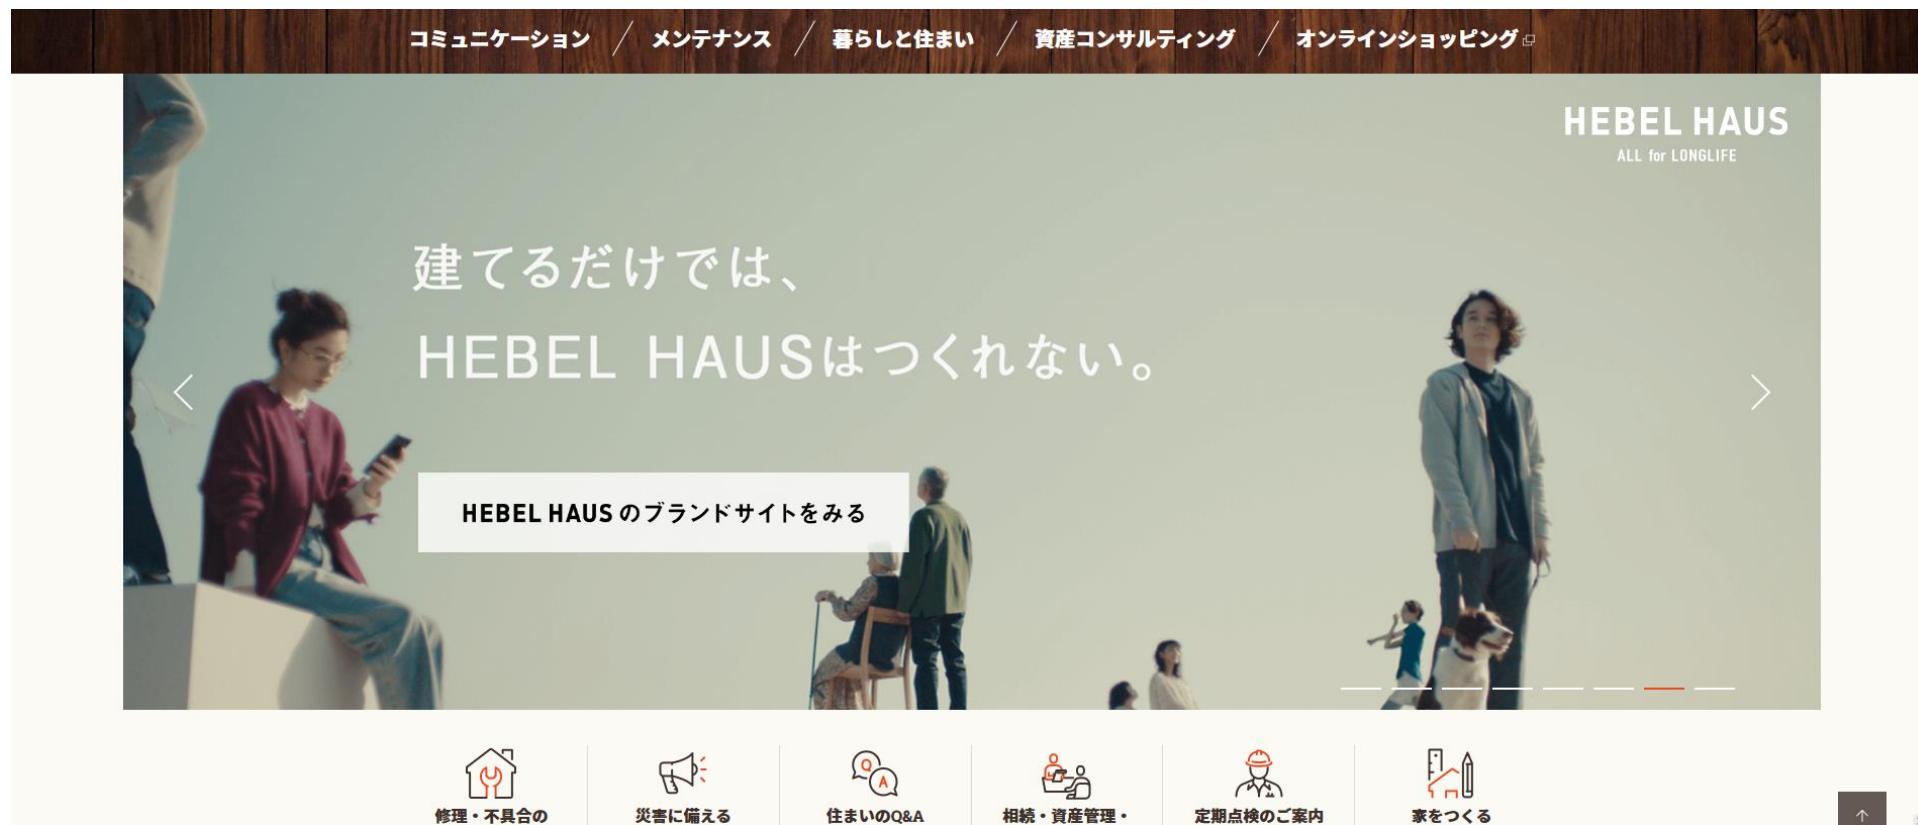 コミュニケーション / メンテナンス / 暮らしと住まい / 資産コンサルティング / オンラインショッピング
HEBEL HAUS
ALL for LONGLIFE
建てるだけでは、
HEBEL HAUSはつくれない。
HEBEL HAUS のブランドサイトをみる
Q A
修理・不具合の
災害に備える
住まいのQ&A
相続・資産管理・
定期点検のご案内
家をつくる